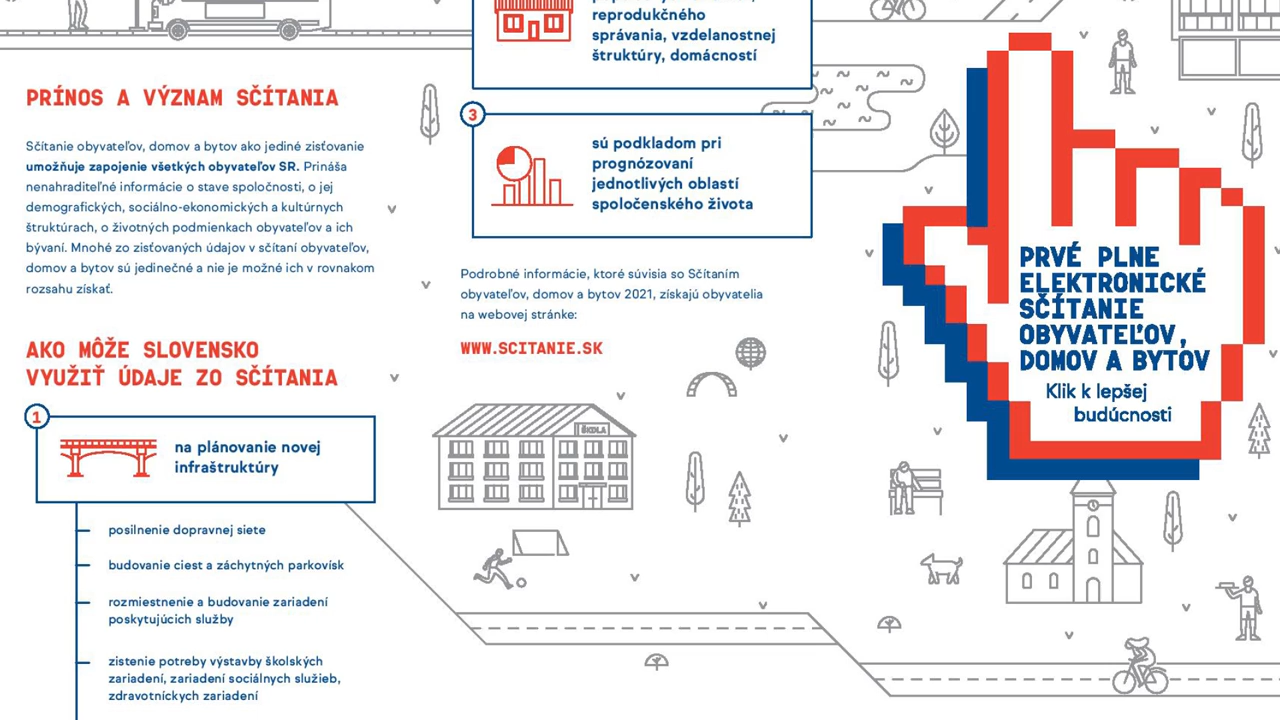 PRÍNOS A VÝZNAM SČÍTANIA
Sčítanie obyvateľov, domov a bytov ako jediné zisťovanie
umožňuje zapojenie všetkých obyvateľov SR. Prináša
nenahraditeľné informácie o stave spoločnosti, o jej
demografických, sociálno-ekonomických a kultúrnych
štruktúrach, o životných podmienkach obyvateľov a ich
bývaní. Mnohé zo zisťovaných údajov v sčítaní obyvateľov,
domov a bytov sú jedinečné a nie je možné ich v rovnakom
rozsahu získať.
AKO MÔŽE SLOVENSKO
VYUŽIŤ ÚDAJE ZO SČÍTANIA
1
na plánovanie novej
infraštruktúry
posilnenie dopravnej siete
budovanie ciest a záchytných parkovísk
rozmiestnenie a budovanie zariadení
poskytujúcich služby
zistenie potreby výstavby školských
zariadení, zariadení sociálnych služieb,
zdravotníckych zariadení
reprodukčného
správania, vzdelanostnej
štruktúry, domácností
3
sú podkladom pri
prognózovaní
jednotlivých oblastí
spoločenského života
Podrobné informácie, ktoré súvisia so Sčítaním
obyvateľov, domov a bytov 2021, získajú obyvatelia
na webovej stránke:
WWW.SCITANIE.SK
ŠKOLA
PRVÉ PLNE
ELEKTRONICKÉ
SČÍTANIE
OBYVATEĽOV,
DOMOV A BYTOV
Klik k lepšej
budúcnosti